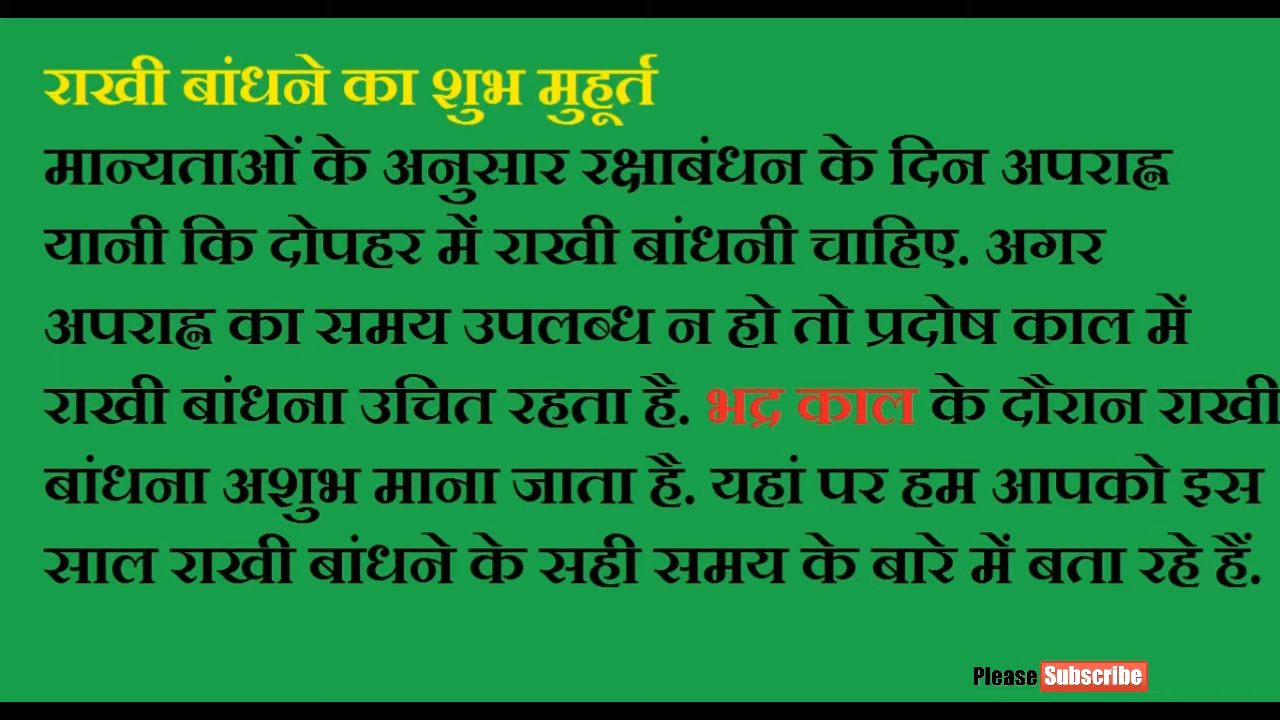 राखी बांधने का शुभ मुहूर्त
मान्यताओं के अनुसार रक्षाबंधन के दिन अपराह्न
यानी कि दोपहर में राखी बांधनी चाहिए. अगर
अपराह्न का समय उपलब्ध न हो तो प्रदोष काल में
राखी बांधना उचित रहता है. भद्र काल के दौरान राखी
बांधना अशुभ माना जाता है. यहां पर हम आपको इस
साल राखी बांधने के सही समय के बारे में बता रहे हैं.
Please Subscribe